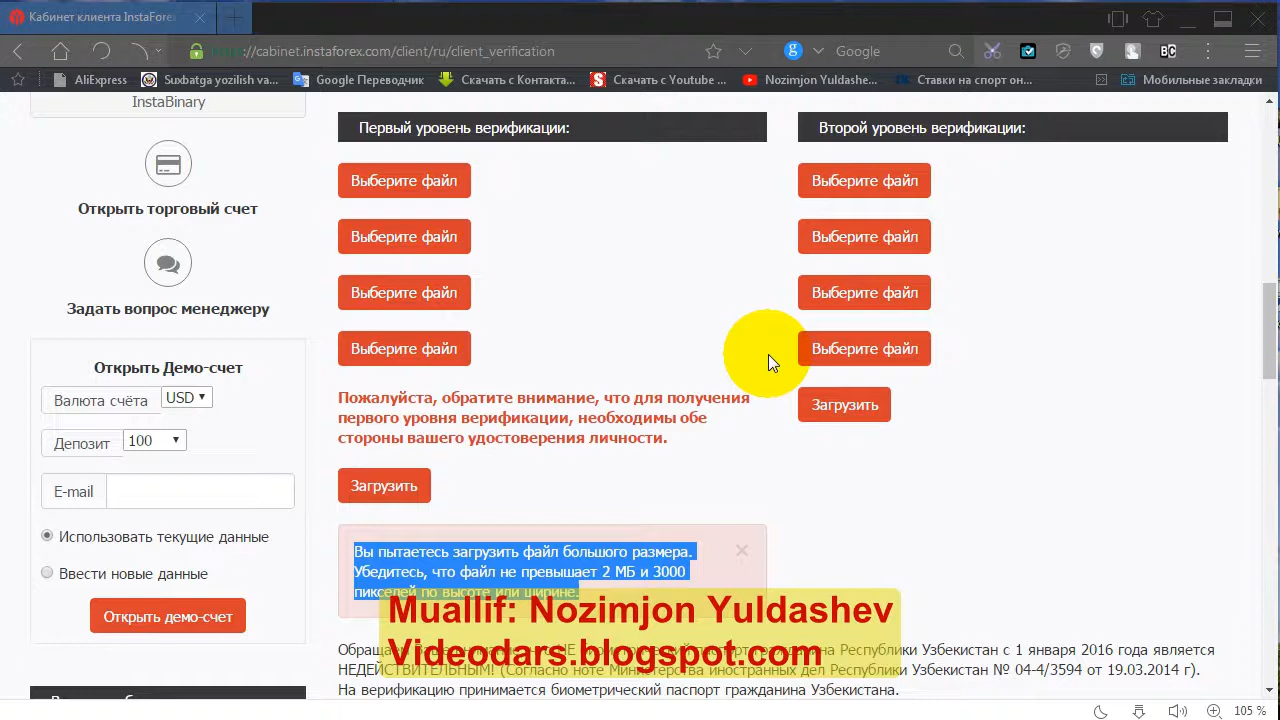 Кабинет клиента InstaForex
https://cabinet.instaforex.com/client/ru/client_verification
Google
BC
AliExpress
Suxbatga yozilish va...
Google Переводчик
Скачать с Контакта...
Скачать с Youtube ...
Nozimjon Yuldashe...
Ставки на спорт он...
Мобильные закладки
InstaBinary
Открыть торговый счет
Задать вопрос менеджеру
Открыть Демо-счет
Валюта счёта
USD
Депозит
100
E-mail
Использовать текущие данные
Ввести новые данные
Открыть демо-счет
Первый уровень верификации:
Выберите файл
Выберите файл
Выберите файл
Выберите файл
Пожалуйста, обратите внимание, что для получения
первого уровня верификации, необходимы обе
стороны вашего удостоверения личности.
Загрузить
Вы пытаетесь загрузить файл большого размера.
Убедитесь, что файл не превышает 2 МБ и 3000
пикселей по высоте или ширине.
Второй уровень верификации:
Выберите файл
Выберите файл
Выберите файл
Выберите файл
Загрузить
Muallif: Nozimjon Yuldashev
Videodars.blogspot.com
паспорт гражданина Республики Узбекистан с 1 января 2016 года является
НЕДЕЙСТВИТЕЛЬНЫМ! (Согласно ноте Министерства иностранных дел Республики Узбекистан № 04-4/3594 от 19.03.2014 г.).
На верификацию принимается биометрический паспорт гражданина Узбекистана.
105 %